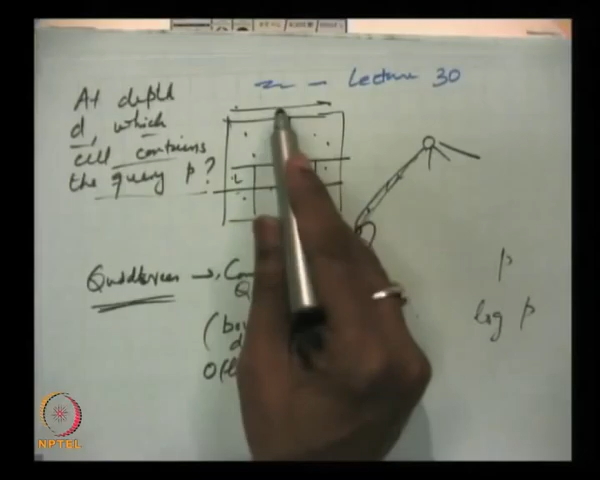 Lecture 30
At depth
d, which
cell contains
the query p?
Quadtrees →
p
log p
NPTEL